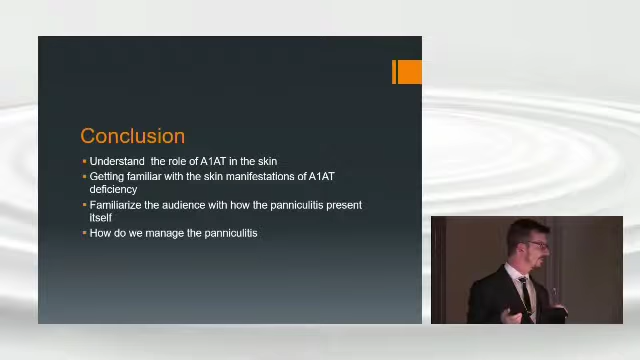 Conclusion
Understand the role of A1AT in the skin
Getting familiar with the skin manifestations of A1AT
deficiency
Familiarize the audience with how the panniculitis present
itself
How do we manage the panniculitis